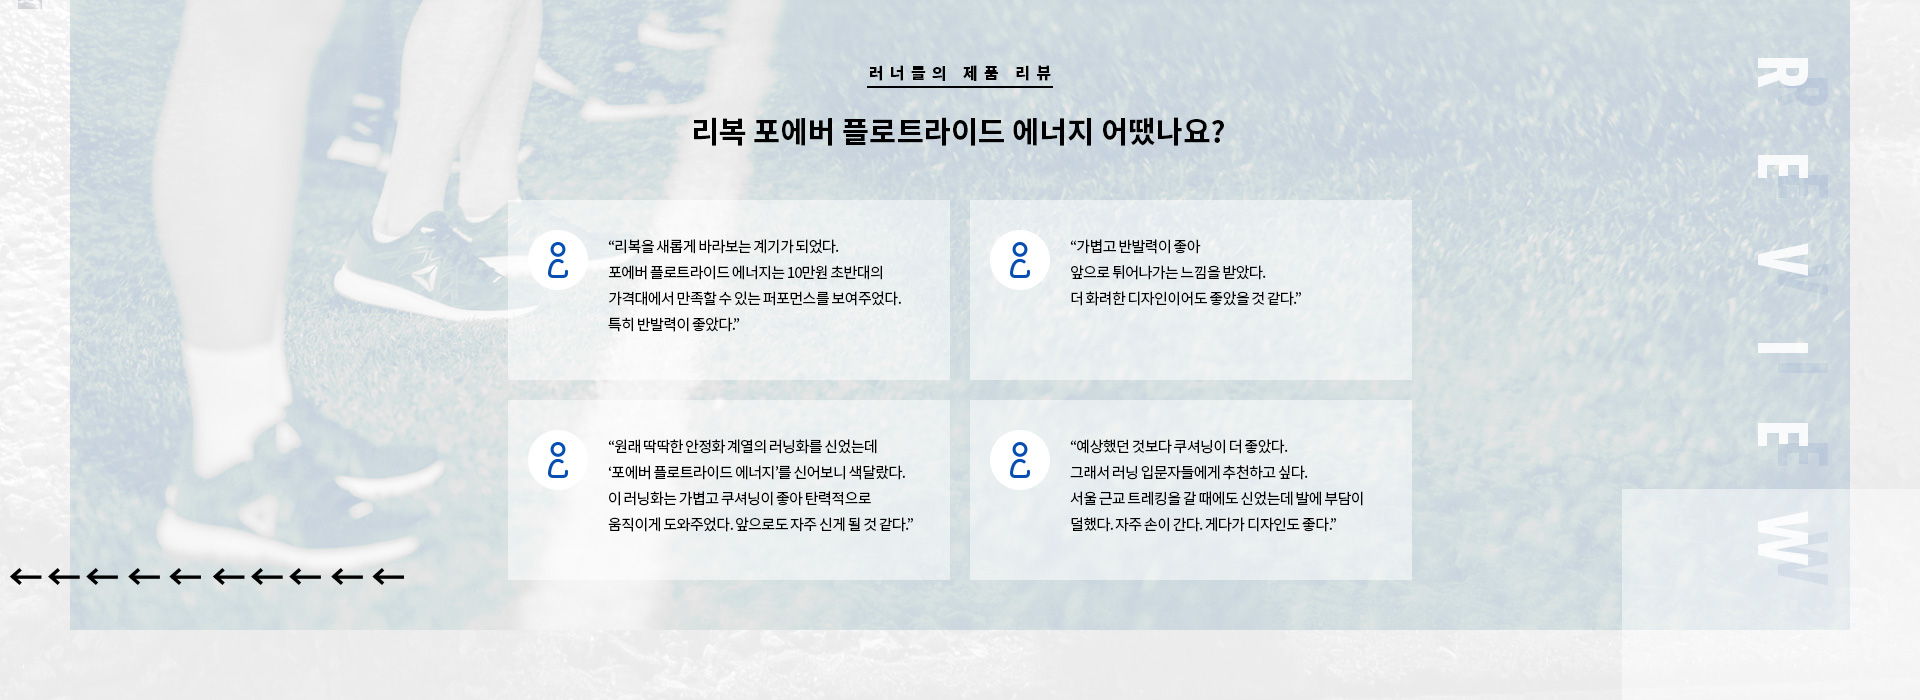 러너들의 제품 리뷰
리복 포에버 플로트라이드 에너지 어땠나요?
“리복을 새롭게 바라보는 계기가 되었다.
포에버 플로트라이드 에너지는 10만원 초반대의
가격대에서 만족할 수 있는 퍼포먼스를 보여주었다.
특히 반발력이 좋았다.”
“가볍고 반발력이 좋아
앞으로 튀어나가는 느낌을 받았다.
더 화려한 디자인이어도 좋았을 것 같다.”
“원래 딱딱한 안정화 계열의 러닝화를 신었는데
‘포에버 플로트라이드 에너지’를 신어보니 색달랐다.
이 러닝화는 가볍고 쿠셔닝이 좋아 탄력적으로
움직이게 도와주었다. 앞으로도 자주 신게 될 것 같다.”
“예상했던 것보다 쿠셔닝이 더 좋았다.
그래서 러닝 입문자들에게 추천하고 싶다.
서울 근교 트레킹을 갈 때에도 신었는데 발에 부담이
덜했다. 자주 손이 간다. 게다가 디자인도 좋다.”
REVIEW